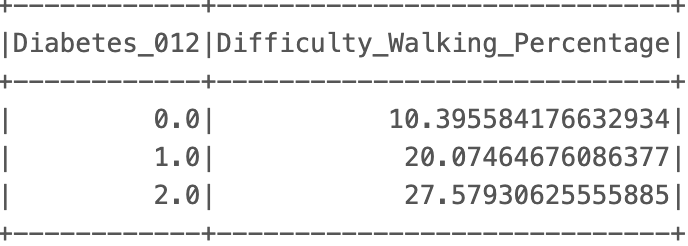 +------------+-----------------------------+
|Diabetes_012|Difficulty_Walking_Percentage|
+------------+-----------------------------+
|         0.0|           10.395584176632934|
|         1.0|            20.07464676086377|
|         2.0|            27.57930625555885|
+------------+-----------------------------+